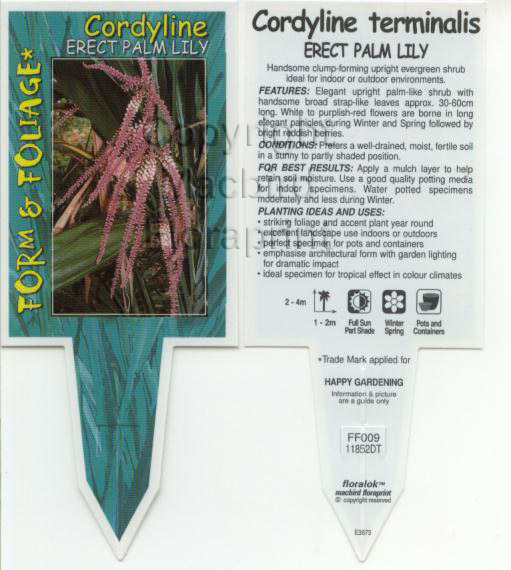 Cordyline
ERECT PALM LILY
FORM & FOLIAGE*
Cordyline terminalis
ERECT PALM LILY
Handsome clump-forming upright evergreen shrub
ideal for indoor or outdoor environments.
FEATURES: Elegant upright palm-like shrub with
handsome broad strap-like leaves approx. 30-60cm
long. White to purplish-red flowers are borne in long
elegant panicles during Winter and Spring followed by
bright reddish berries.
CONDITIONS: Prefers a well-drained, moist, fertile soil
in a sunny to partly shaded position.
FOR BEST RESULTS: Apply a mulch layer to help
retain soil moisture. Use a good quality potting media
for indoor specimens. Water potted specimens
moderately and less during Winter.
PLANTING IDEAS AND USES:
• striking foliage and accent plant year round
• excellent landscape use indoors or outdoors
• perfect specimen for pots and containers
• emphasise architectural form with garden lighting
for dramatic impact
• ideal specimen for tropical effect in colour climates
2 - 4m
1 - 2m
Full Sun
Part Shade
Winter
Spring
Pots and
Containers
*Trade Mark applied for
HAPPY GARDENING
Information & picture
are a guide only
FF009
11852DT
floralok™
macbird floraprint
© copyright reserved
E3873
copyright
Macbird
floraprint